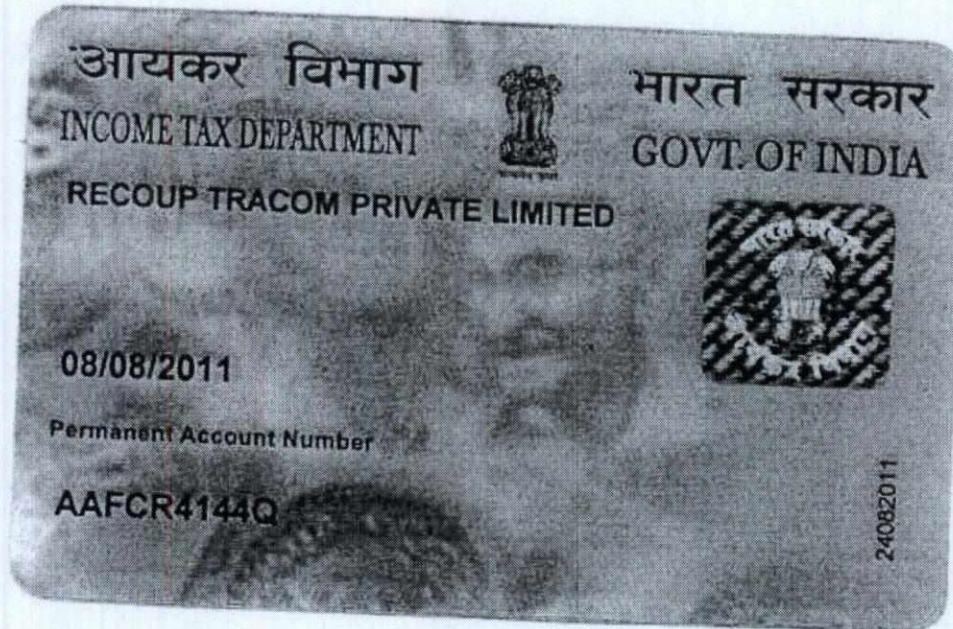 आयकर विभाग
INCOME TAX DEPARTMENT
भारत सरकार
GOVT. OF INDIA
RECOUP TRACOM PRIVATE LIMITED
08/08/2011
Permanent Account Number
AAFCR4144Q
24082011